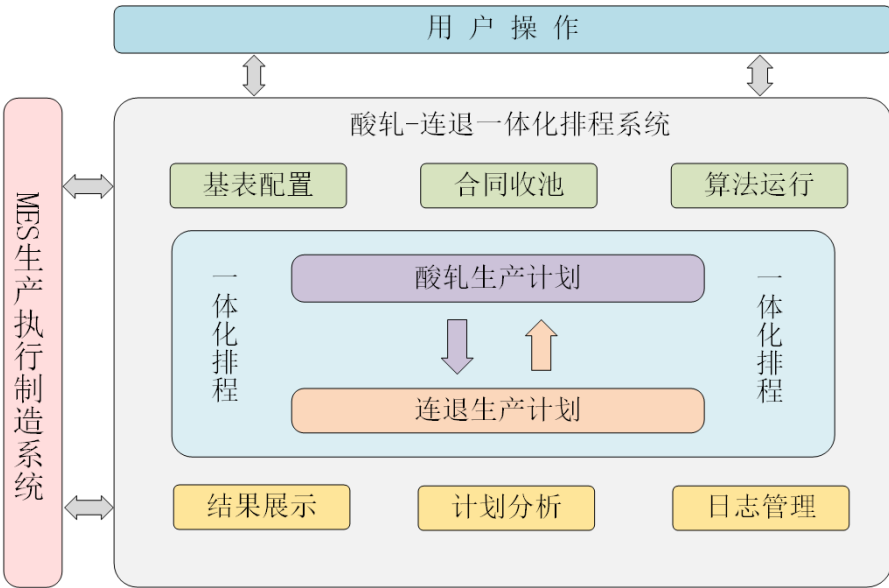 用户操作
MES生产执行制造系统
酸轧-连退一体化排程系统
基表配置
合同收池
算法运行
一体化排程
酸轧生产计划
连退生产计划
一体化排程
结果展示
计划分析
日志管理